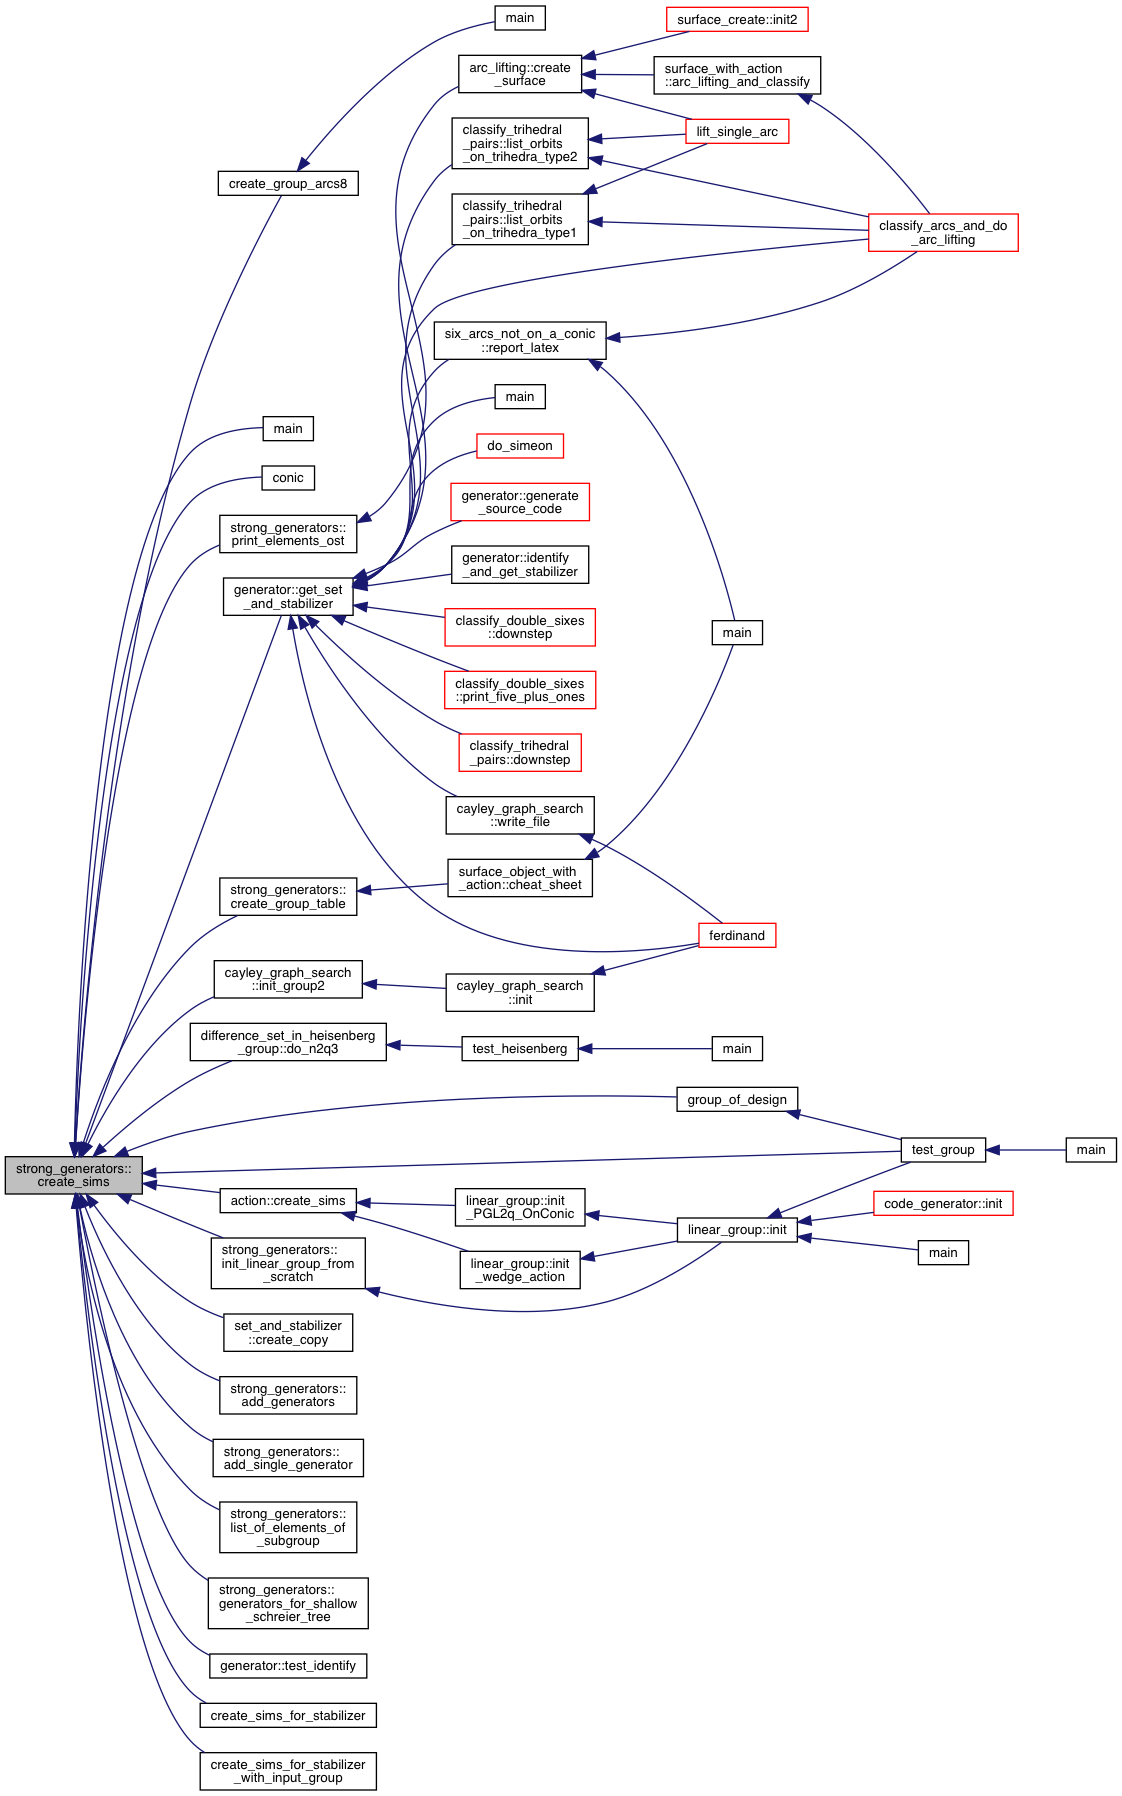 main
surface_create::init2
arc_lifting::create
_surface
surface_with_action
::arc_lifting_and_classify
classify_trihedral
_pairs::list_orbits
_on_trihedra_type2
lift_single_arc
create_group_arcs8
classify_trihedral
_pairs::list_orbits
_on_trihedra_type1
classify_arcs_and_do
_arc_lifting
six_arcs_not_on_a_conic
::report_latex
main
main
do_simeon
conic
generator::generate
_source_code
strong_generators::
print_elements_ost
generator::identify
_and_get_stabilizer
generator::get_set
_and_stabilizer
classify_double_sixes
::downstep
main
classify_double_sixes
::print_five_plus_ones
classify_trihedral
_pairs::downstep
cayley_graph_search
::write_file
surface_object_with
_action::cheat_sheet
strong_generators::
create_group_table
ferdinand
cayley_graph_search
::init_group2
cayley_graph_search
::init
difference_set_in_heisenberg
_group::do_n2q3
test_heisenberg
main
group_of_design
test_group
main
strong_generators::
create_sims
action::create_sims
linear_group::init
_PGL2q_OnConic
code_generator::init
linear_group::init
main
strong_generators::
init_linear_group_from
_scratch
linear_group::init
_wedge_action
set_and_stabilizer
::create_copy
strong_generators::
add_generators
strong_generators::
add_single_generator
strong_generators::
list_of_elements_of
_subgroup
strong_generators::
generators_for_shallow
_schreier_tree
generator::test_identify
create_sims_for_stabilizer
create_sims_for_stabilizer
_with_input_group